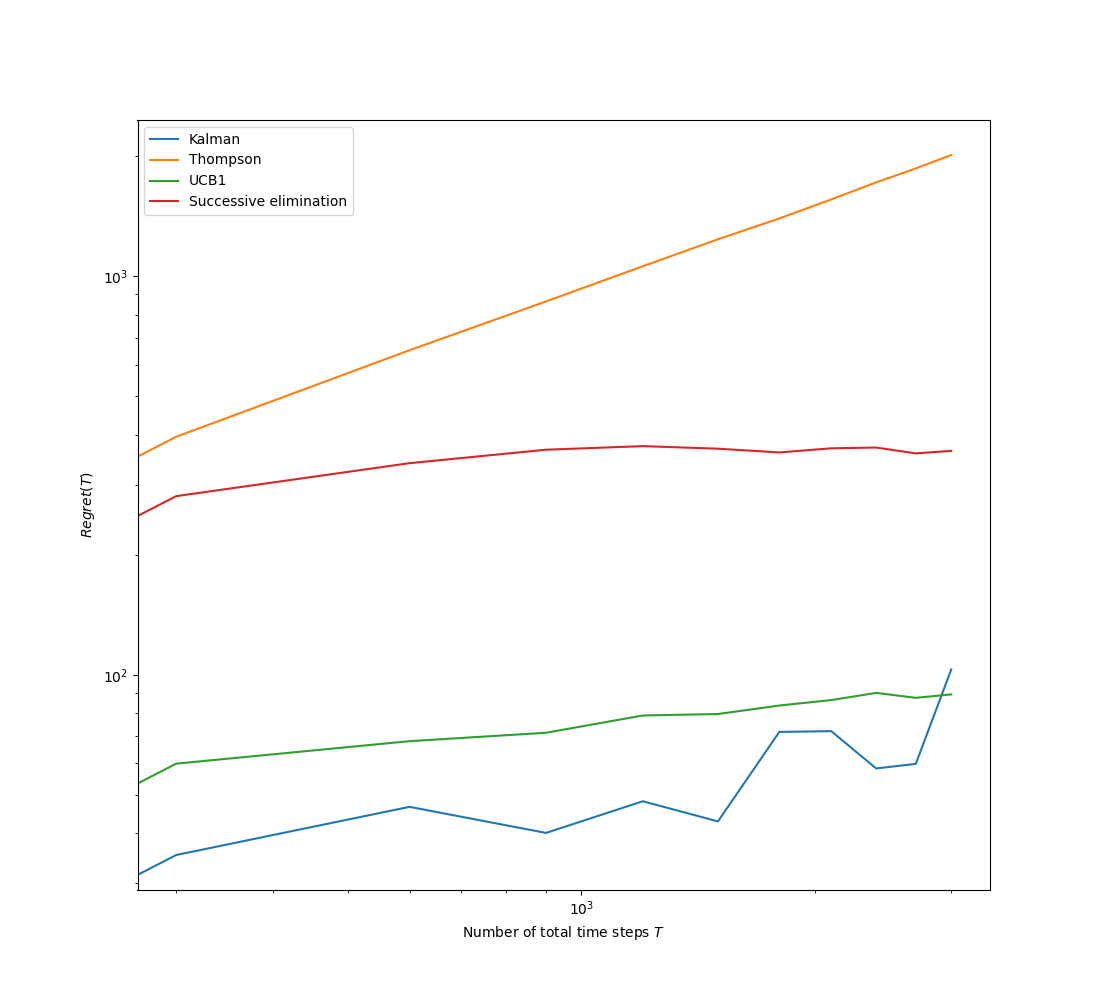 Kalman
Thompson
UCB1
Successive elimination
10³
10²
Regret(T)
10³
Number of total time steps T